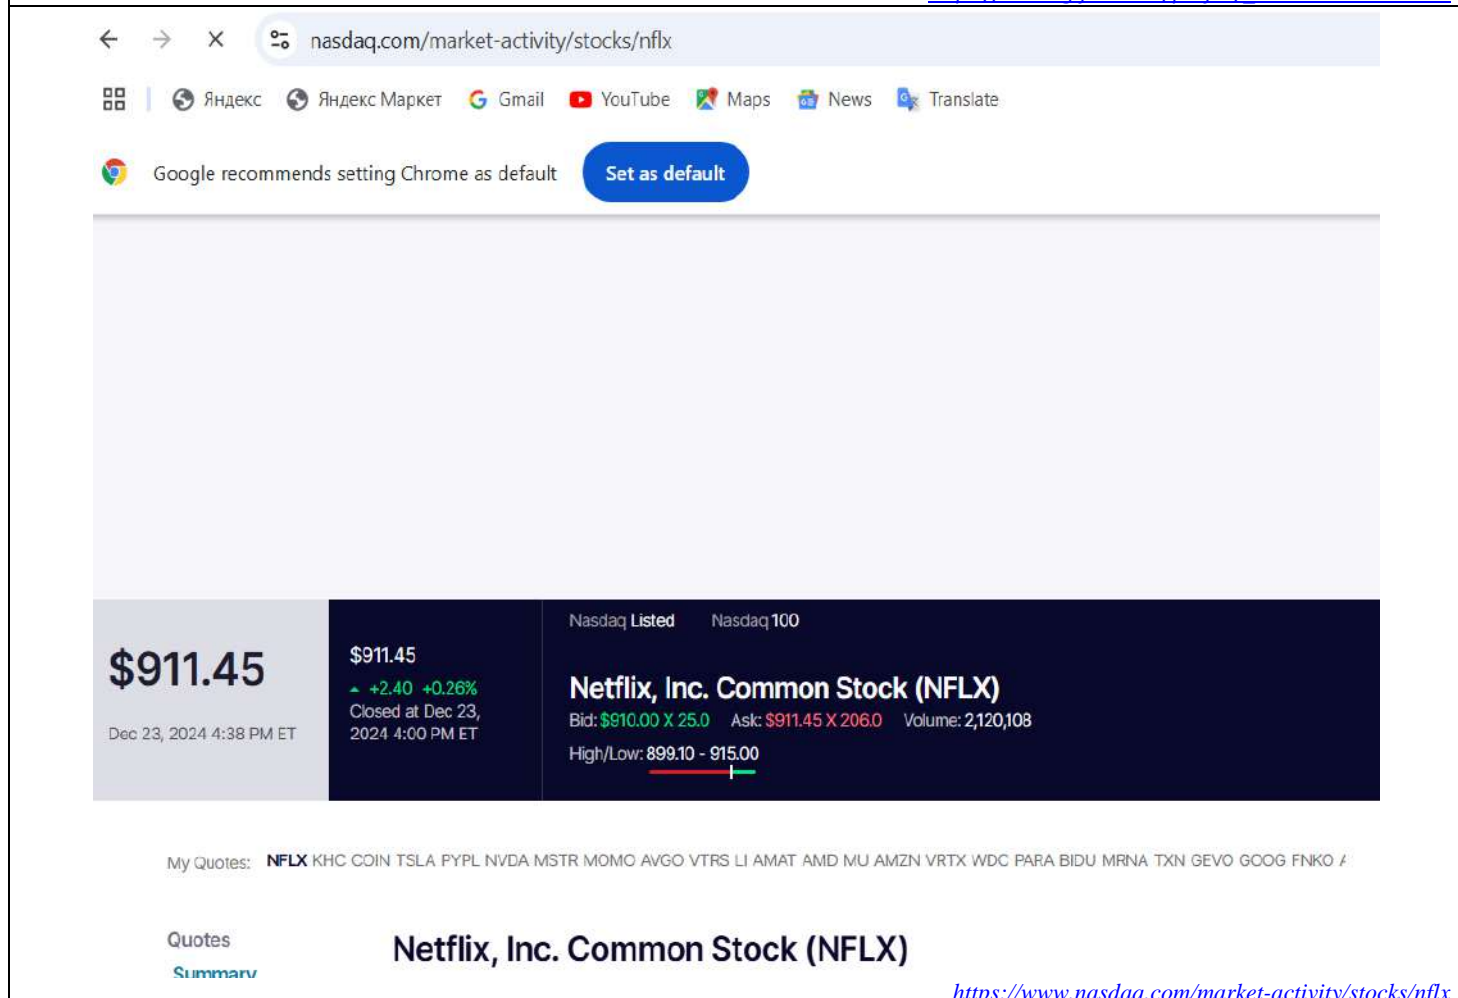 nasdaq.com/market-activity/stocks/nflx
Яндекс Яндекс Маркет Gmail YouTube Maps News Translate
Google recommends setting Chrome as default Set as default
Nasdaq Listed Nasdaq 100
$911.45
$911.45
+2.40 +0.26%
Closed at Dec 23,
2024 4:00 PM ET
Dec 23, 2024 4:38 PM ET
Netflix, Inc. Common Stock (NFLX)
Bid: $910.00 X 25.0 Ask: $911.45 X 206.0 Volume: 2,120,108
High/Low: 899.10 - 915.00
My Quotes: NFLX KHC COIN TSLA PYPL NVDA MSTR MOMO AVGO VTRS LI AMAT AMD MU AMZN VRTX WDC PARA BIDU MRNA TXN GEVO GOOG FNKO
Quotes
Summary
Netflix, Inc. Common Stock (NFLX)
https://www.nasdaq.com/market-activity/stocks/nflx